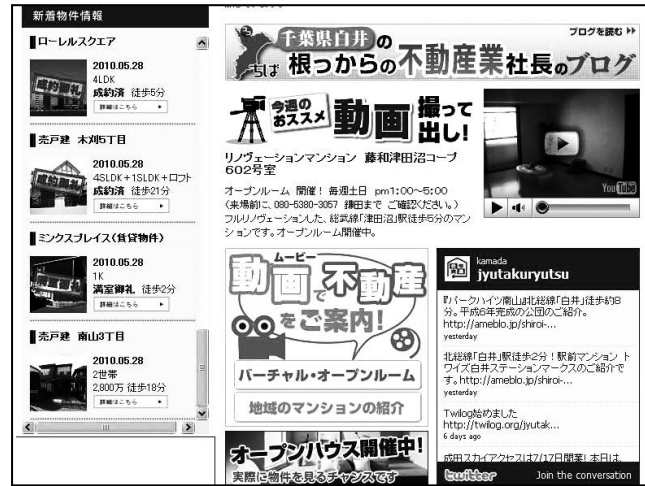 新着物件情報
ローレルスクエア
2010.05.28
4LDK
成約済 徒歩6分
詳細はこちら
売戸建 木刈5丁目
2010.05.28
4SLDK+1SLDK+ロフト
成約済 徒歩21分
詳細はこちら
ミンクスプレイス(賃貸物件)
2010.05.28
1K
満室御礼 徒歩2分
詳細はこちら
売戸建 南山3丁目
2010.05.28
2世帯
2,800万 徒歩18分
詳細はこちら
ブログを読む
千葉県白井の
ちば 根っからの不動産業社長のブログ
今週のおススメ 動画 撮って出し!
リノヴェーションマンション 藤和津田沼コープ
602号室
オープンルーム 開催! 毎週土日 pm1:00~5:00
(来場前に、080-5380-3057 鎌田まで ご確認ください。)
フルリノヴェーションした、総武線「津田沼」駅徒歩5分のマン
ションです。オープンルーム開催中。
YouTube
ムービー
動画で不動産
をご案内!
バーチャル・オープンルーム
地域のマンションの紹介
オープンハウス開催中!
実際に物件を見るチャンスです
kamada
jyutakuryutsu
『パークハイツ南山』北総線「白井」徒歩約8
分。平成6年完成の公団のご紹介。
http://ameblo.jp/shiroi-...
yesterday
北総線「白井」駅徒歩2分!駅前マンション ト
ワイズ白井ステーションマークスのご紹介で
す。http://ameblo.jp/shiroi-...
yesterday
Twilog始めました
http://twilog.org/jyutak...
6 days ago
成田スカイアクセスは7/17日開業! 本日は、
twitter Join the conversation